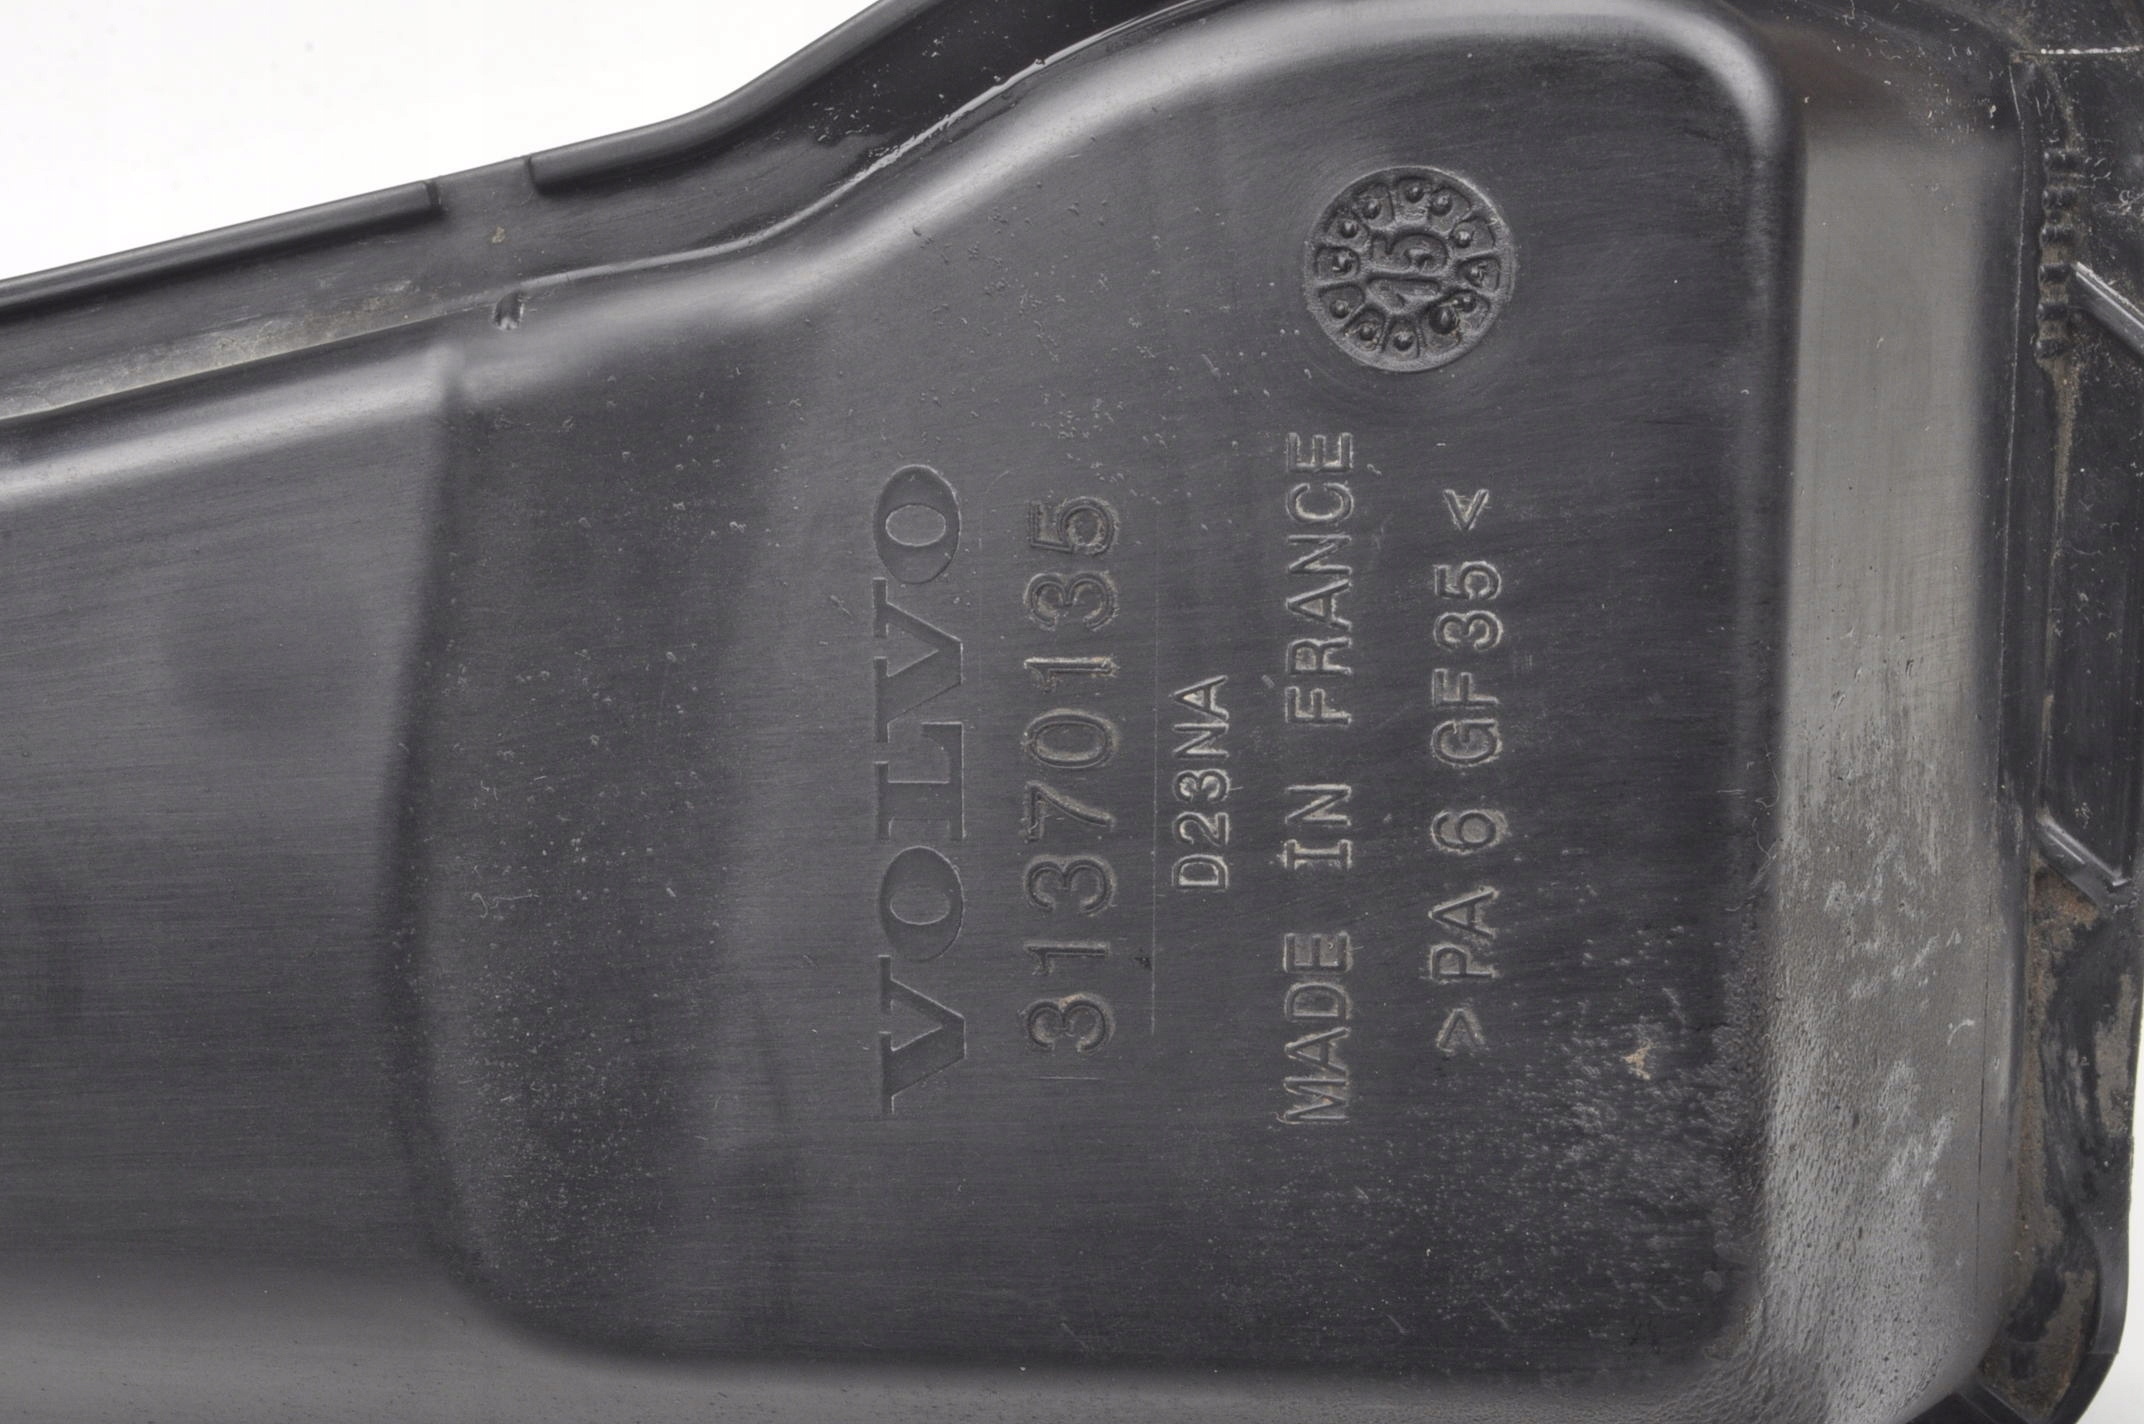 VOLVO
31370135
D23NA
MADE IN FRANCE
>PA 6 GF35<
15